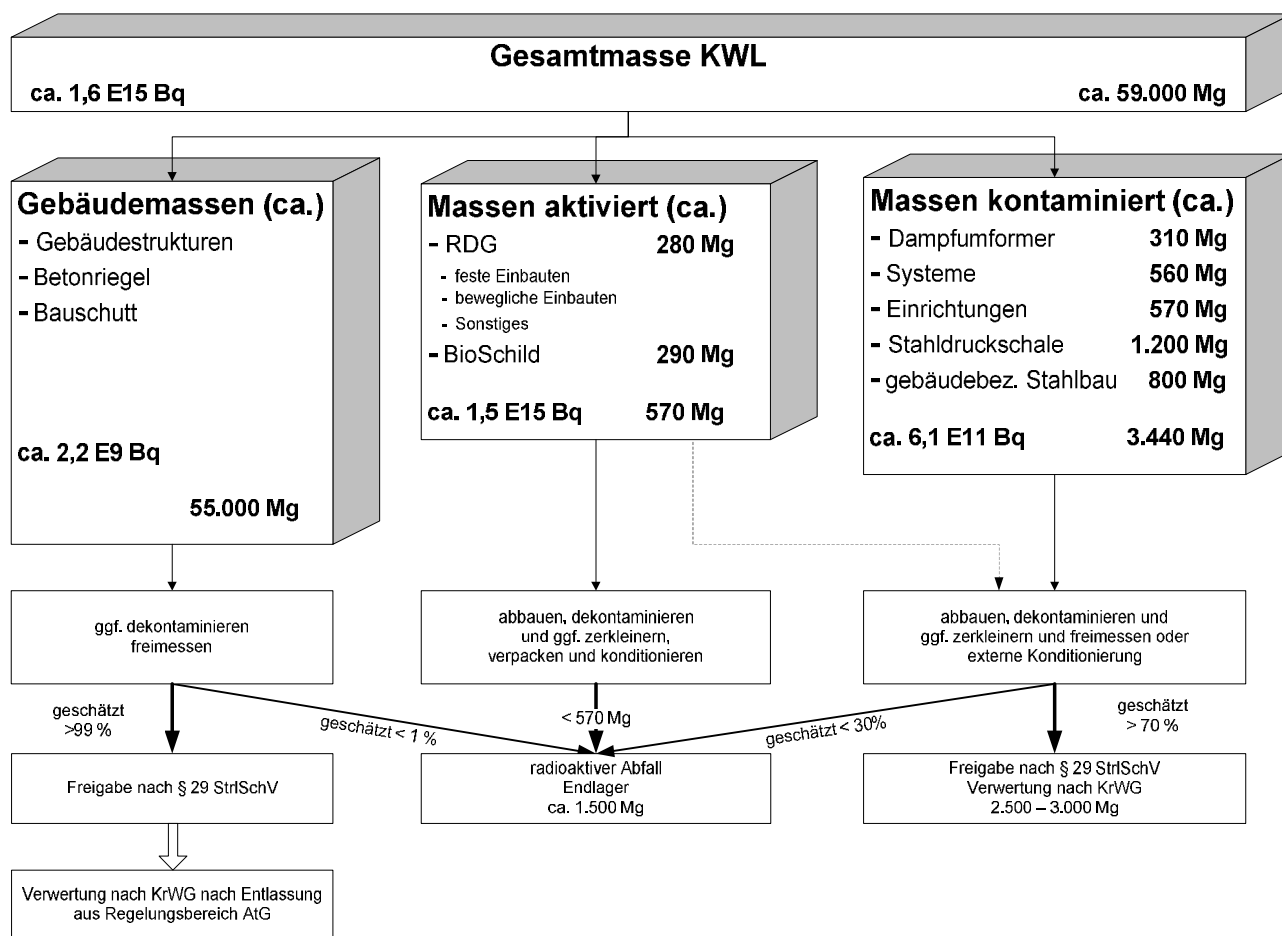 Gesamtmasse KWL
ca. 1,6 E15 Bq
ca. 59.000 Mg
Gebäudemassen (ca.)
- Gebäudestrukturen
- Betonriegel
- Bauschutt
ca. 2,2 E9 Bq
55.000 Mg
Massen aktiviert (ca.)
- RDG 280 Mg
- feste Einbauten
- bewegliche Einbauten
- Sonstiges
- BioSchild 290 Mg
ca. 1,5 E15 Bq 570 Mg
Massen kontaminiert (ca.)
- Dampfumformer 310 Mg
- Systeme 560 Mg
- Einrichtungen 570 Mg
- Stahldruckschale 1.200 Mg
- gebäudebez. Stahlbau 800 Mg
ca. 6,1 E11 Bq 3.440 Mg
ggf. dekontaminieren
freimessen
abbauen, dekontaminieren
und ggf. zerkleinern,
verpacken und konditionieren
abbauen, dekontaminieren und
ggf. zerkleinern und freimessen oder
externe Konditionierung
geschätzt
>99 %
geschätzt < 1 %
< 570 Mg
geschätzt < 30%
geschätzt
> 70 %
Freigabe nach § 29 StrlSchV
radioaktiver Abfall
Endlager
ca. 1.500 Mg
Freigabe nach § 29 StrlSchV
Verwertung nach KrWG
2.500 – 3.000 Mg
Verwertung nach KrWG nach Entlassung
aus Regelungsbereich AtG